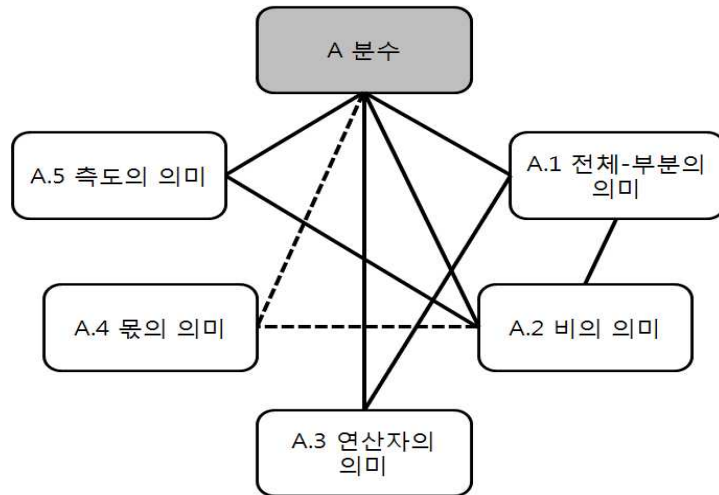 A 분수
A.5 측도의 의미
A.1 전체-부분의
의미
A.4 몫의 의미
A.2 비의 의미
A.3 연산자의
의미